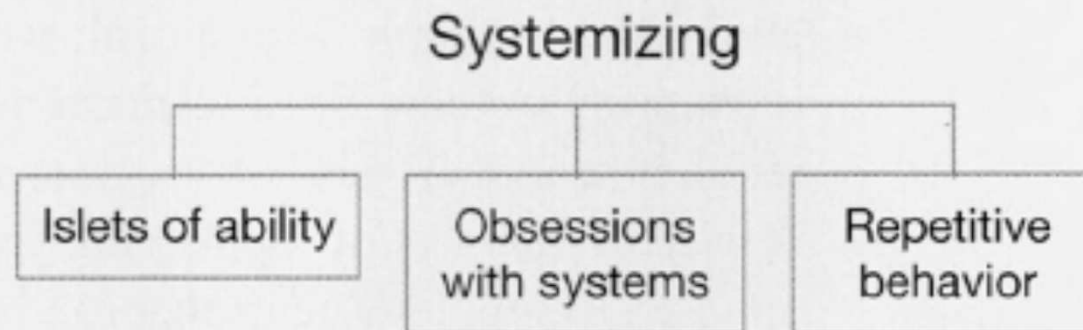 Systemizing
Islets of ability
Obsessions
with systems
Repetitive
behavior